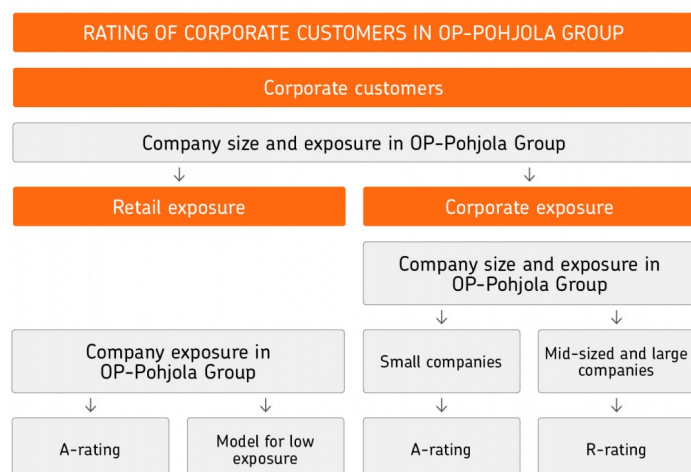 RATING OF CORPORATE CUSTOMERS IN OP-POHJOLA GROUP
Corporate customers
Company size and exposure in OP-Pohjola Group
Retail exposure
Corporate exposure
Company size and exposure in
OP-Pohjola Group
Company exposure in
OP-Pohjola Group
Small companies
Mid-sized and large
companies
A-rating
Model for low
exposure
A-rating
R-rating